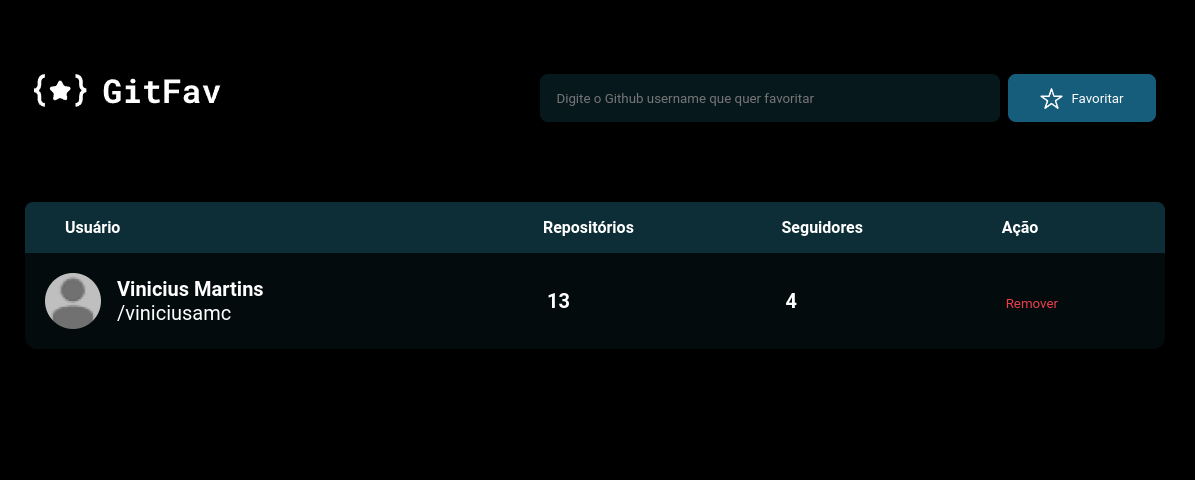 {★} GitFav
Digite o Github username que quer favoritar
Favoritar
Usuário Repositórios Seguidores Ação
Vinicius Martins
/viniciusamc
13 4 Remover